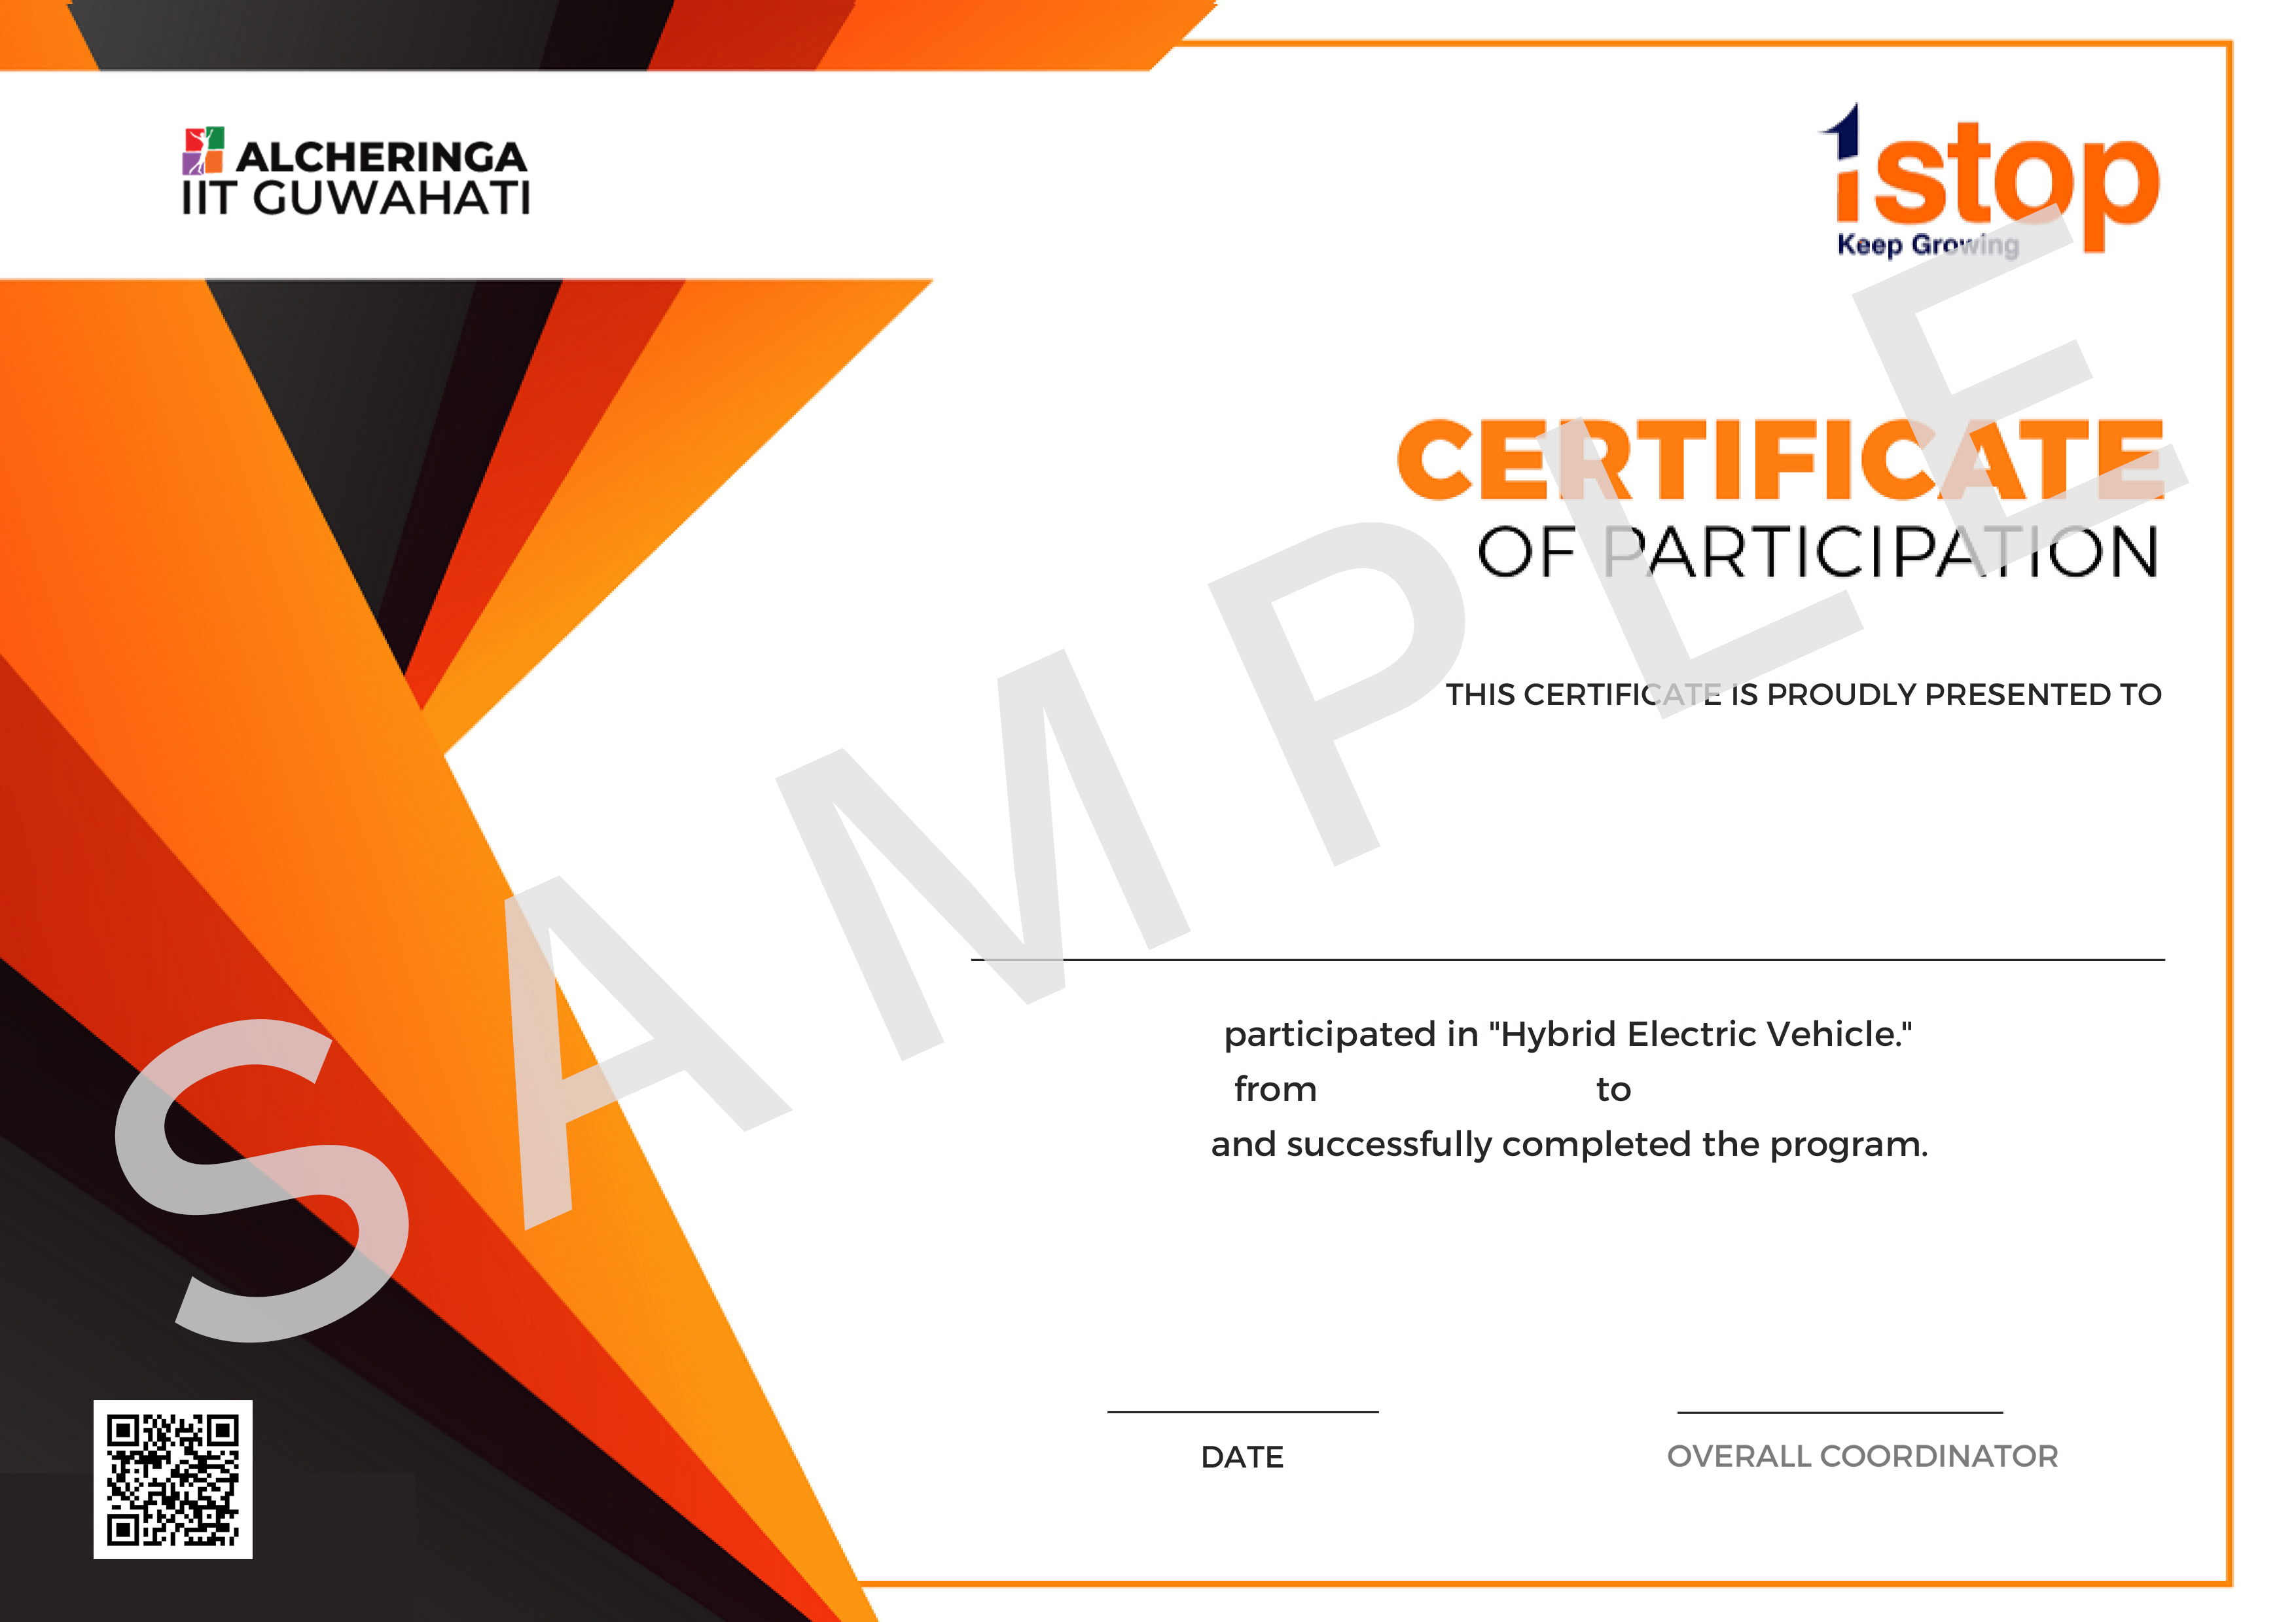 ALCHERINGA
IIT GUWAHATI
1stop
Keep Growing
CERTIFICATE
OF PARTICIPATION
THIS CERTIFICATE IS PROUDLY PRESENTED TO
SAMPLE
participated in "Hybrid Electric Vehicle."
from to
and successfully completed the program.
DATE
OVERALL COORDINATOR